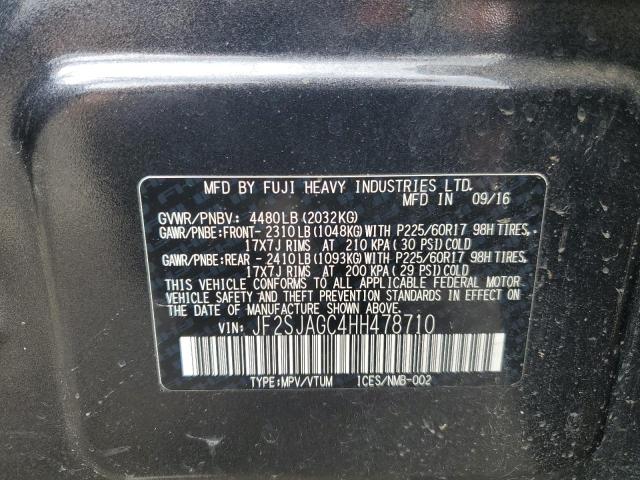 MFD BY FUJI HEAVY INDUSTRIES LTD.
MFD IN 09/16
GVWR/PNBV: 4480LB(2032KG)
GAWR/PNBE:FRONT-2310LB(1048KG)WITH P225/60R17 98H TIRES,
17X7J RIMS AT 210 KPA(30 PSI)COLD
GAWR/PNBE:REAR -2410LB(1093KG)WITH P225/60R17 98H TIRES,
17X7J RIMS AT 200 KPA(29 PSI)COLD
THIS VEHICLE CONFORMS TO ALL APPLICABLE FEDERAL MOTOR
VEHICLE SAFETY AND THEFT PREVENTION STANDARDS IN EFFECT ON
THE DATE OF MANUFACTURE SHOWN ABOVE.
VIN: JF2SJAGC4HH478710
TYPE:MPV/VTUM ICES/NMB-002